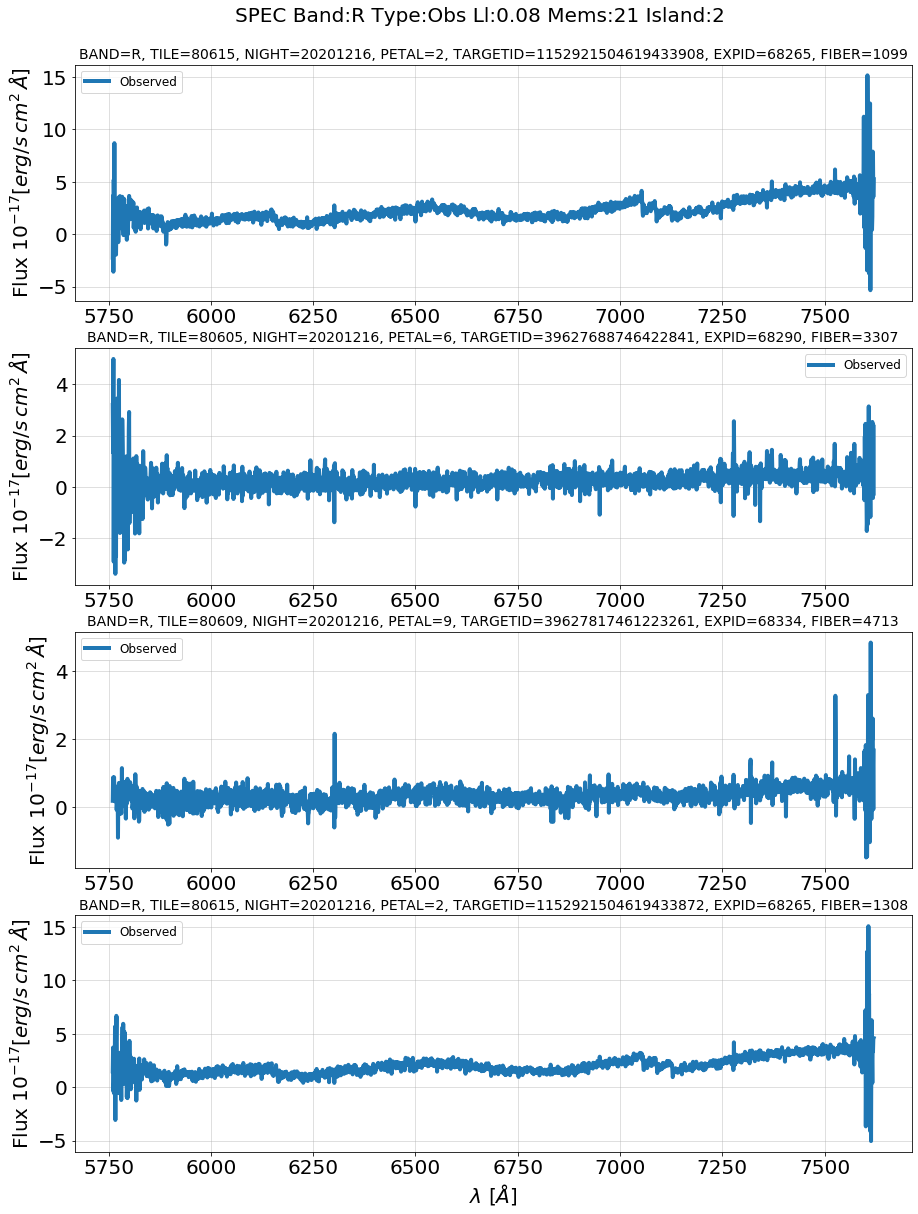 SPEC Band:R Type:Obs Ll:0.08 Mems:21 Island:2
BAND=R, TILE=80615, NIGHT=20201216, PETAL=2, TARGETID=1152921504619433908, EXPID=68265, FIBER=1099
Observed
15
10
5
0
−5
Flux 10^{-17}[erg/s cm^2 Å]
5750 6000 6250 6500 6750 7000 7250 7500
BAND=R, TILE=80605, NIGHT=20201216, PETAL=6, TARGETID=39627688746422841, EXPID=68290, FIBER=3307
Observed
4
2
0
−2
Flux 10^{-17}[erg/s cm^2 Å]
5750 6000 6250 6500 6750 7000 7250 7500
BAND=R, TILE=80609, NIGHT=20201216, PETAL=9, TARGETID=39627817461223261, EXPID=68334, FIBER=4713
Observed
4
2
0
Flux 10^{-17}[erg/s cm^2 Å]
5750 6000 6250 6500 6750 7000 7250 7500
BAND=R, TILE=80615, NIGHT=20201216, PETAL=2, TARGETID=1152921504619433872, EXPID=68265, FIBER=1308
Observed
15
10
5
0
−5
Flux 10^{-17}[erg/s cm^2 Å]
5750 6000 6250 6500 6750 7000 7250 7500
λ [Å]